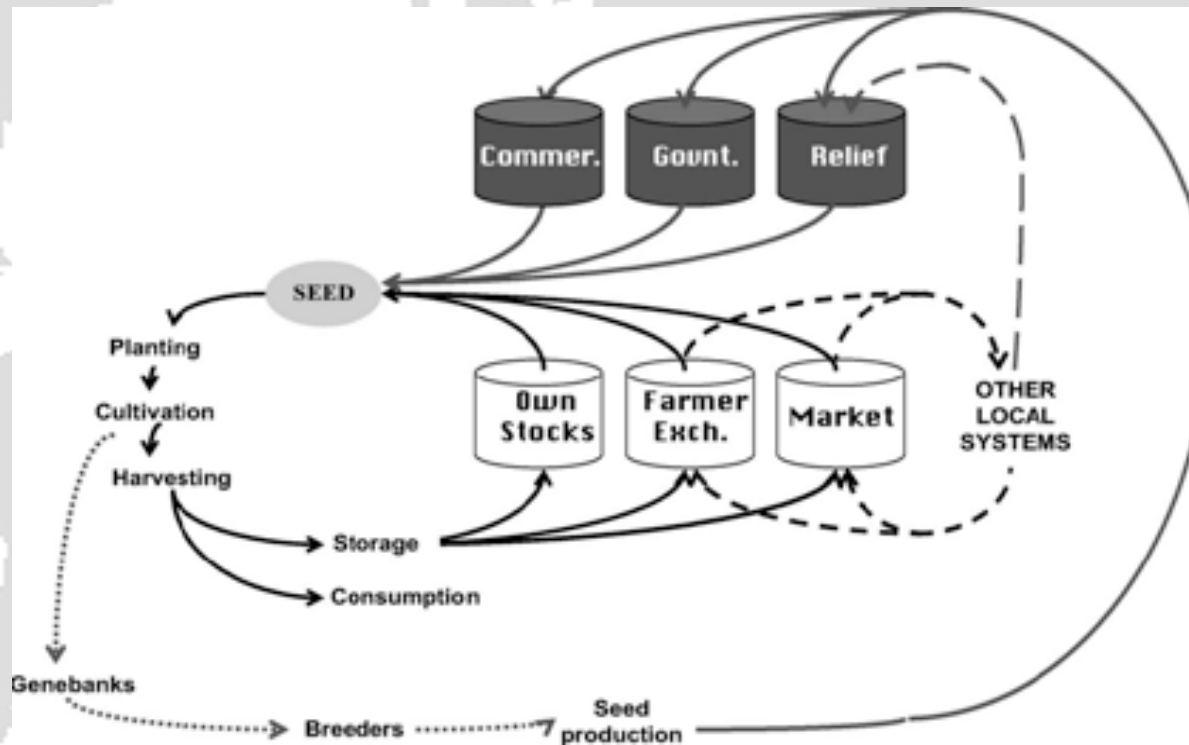 Commer.
Govnt.
Relief
SEED
Planting
Cultivation
Harvesting
Own
Stocks
Farmer
Exch.
Market
OTHER
LOCAL
SYSTEMS
Storage
Consumption
Genebanks
Breeders
Seed
production